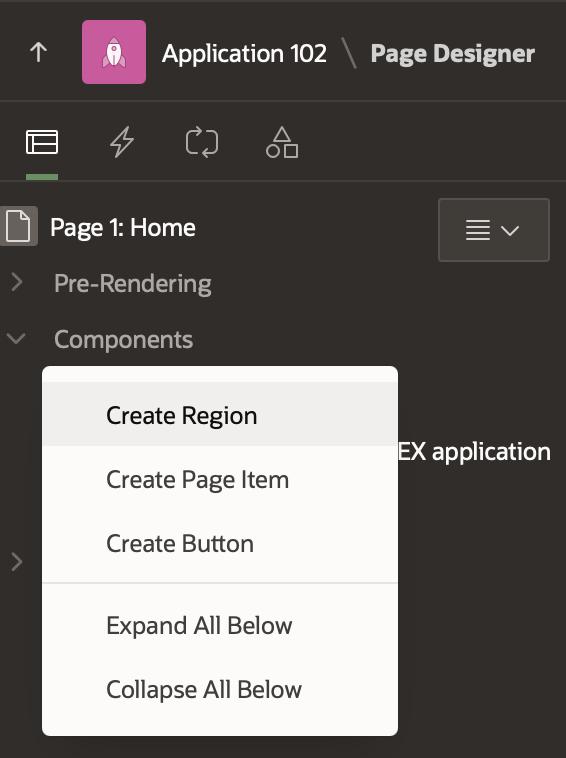 Application 102 \ Page Designer
Page 1: Home
Pre-Rendering
Components
Create Region
EX application
Create Page Item
Create Button
Expand All Below
Collapse All Below